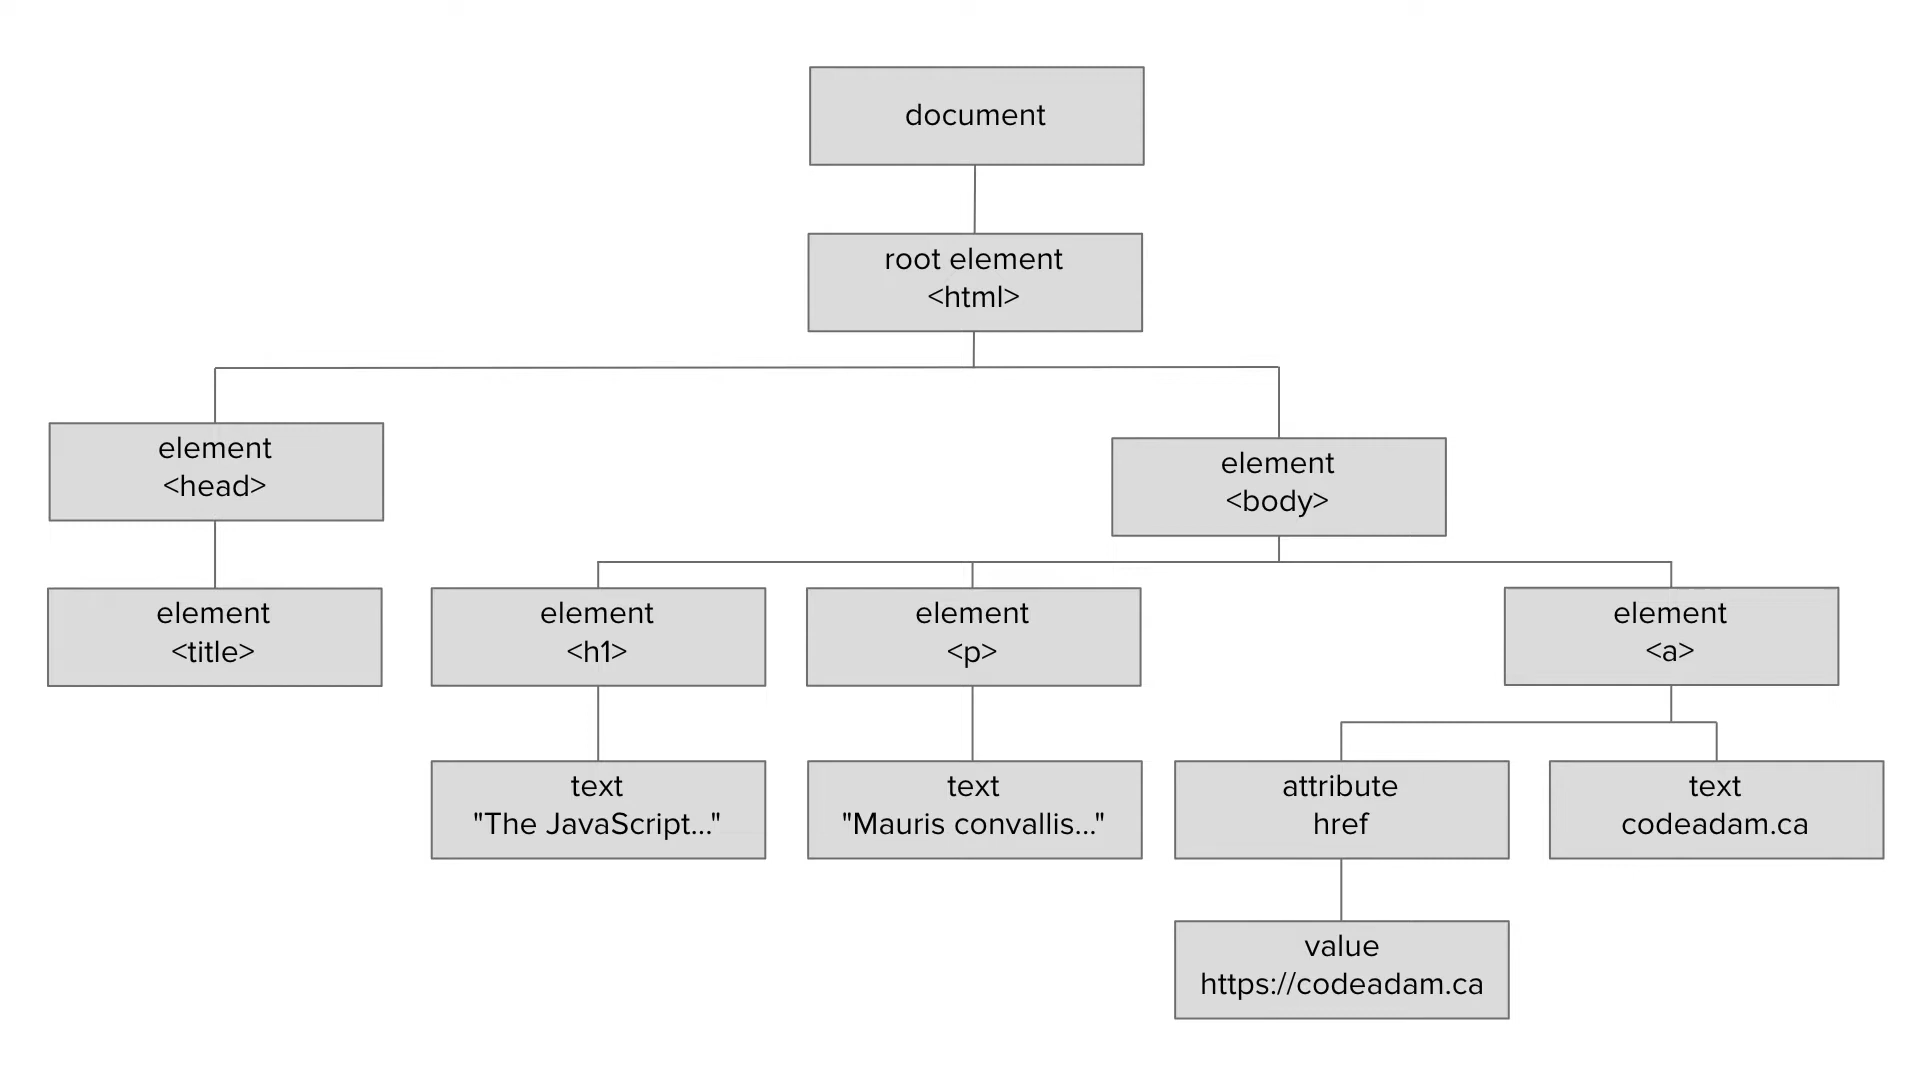 document
root element
<html>
element
<head>
element
<body>
element
<title>
element
<h1>
element
<p>
element
<a>
text
"The JavaScript..."
text
"Mauris convallis..."
attribute
href
text
codeadam.ca
value
https://codeadam.ca